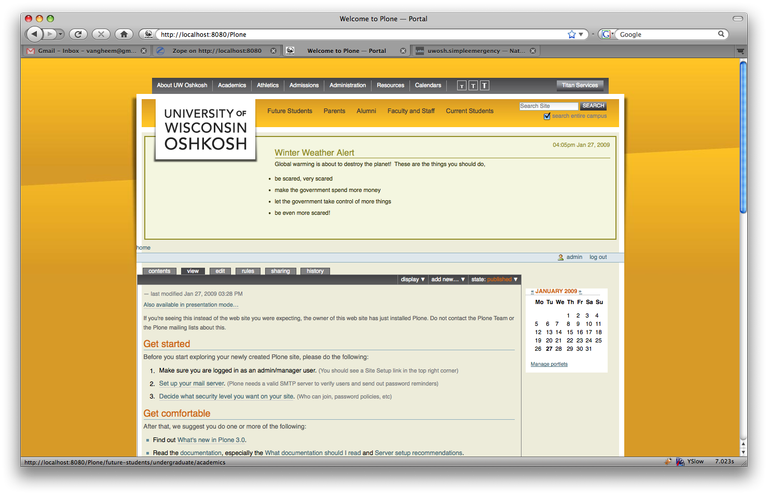 Welcome to Plone — Portal
http://localhost:8080/Plone
Google
Gmail - Inbox - vangheem@gm...
Zope on http://localhost:8080
Welcome to Plone — Portal
uwosh.simpleemergency — Nat...
About UW Oshkosh Academics Athletics Admissions Administration Resources Calendars T T T Titan Services
UNIVERSITY OF
WISCONSIN
OSHKOSH
Future Students Parents Alumni Faculty and Staff Current Students
Search Site SEARCH
search entire campus
04:05pm Jan 27, 2009
Winter Weather Alert
Global warming is about to destroy the planet! These are the things you should do,
• be scared, very scared
• make the government spend more money
• let the government take control of more things
• be even more scared!
home
admin log out
contents view edit rules sharing history
display ▼ add new... ▼ state: published ▼
— last modified Jan 27, 2009 03:28 PM
Also available in presentation mode...
If you're seeing this instead of the web site you were expecting, the owner of this web site has just installed Plone. Do not contact the Plone Team or
the Plone mailing lists about this.
Get started
Before you start exploring your newly created Plone site, please do the following:
1. Make sure you are logged in as an admin/manager user. (You should see a Site Setup link in the top right corner)
2. Set up your mail server. (Plone needs a valid SMTP server to verify users and send out password reminders)
3. Decide what security level you want on your site. (Who can join, password policies, etc)
Get comfortable
After that, we suggest you do one or more of the following:
Find out What's new in Plone 3.0.
Read the documentation, especially the What documentation should I read and Server setup recommendations.
« JANUARY 2009 »
Mo Tu We Th Fr Sa Su
1 2 3 4
5 6 7 8 9 10 11
12 13 14 15 16 17 18
19 20 21 22 23 24 25
26 27 28 29 30 31
Manage portlets
http://localhost:8080/Plone/future-students/undergraduate/academics
YSlow 7.023s